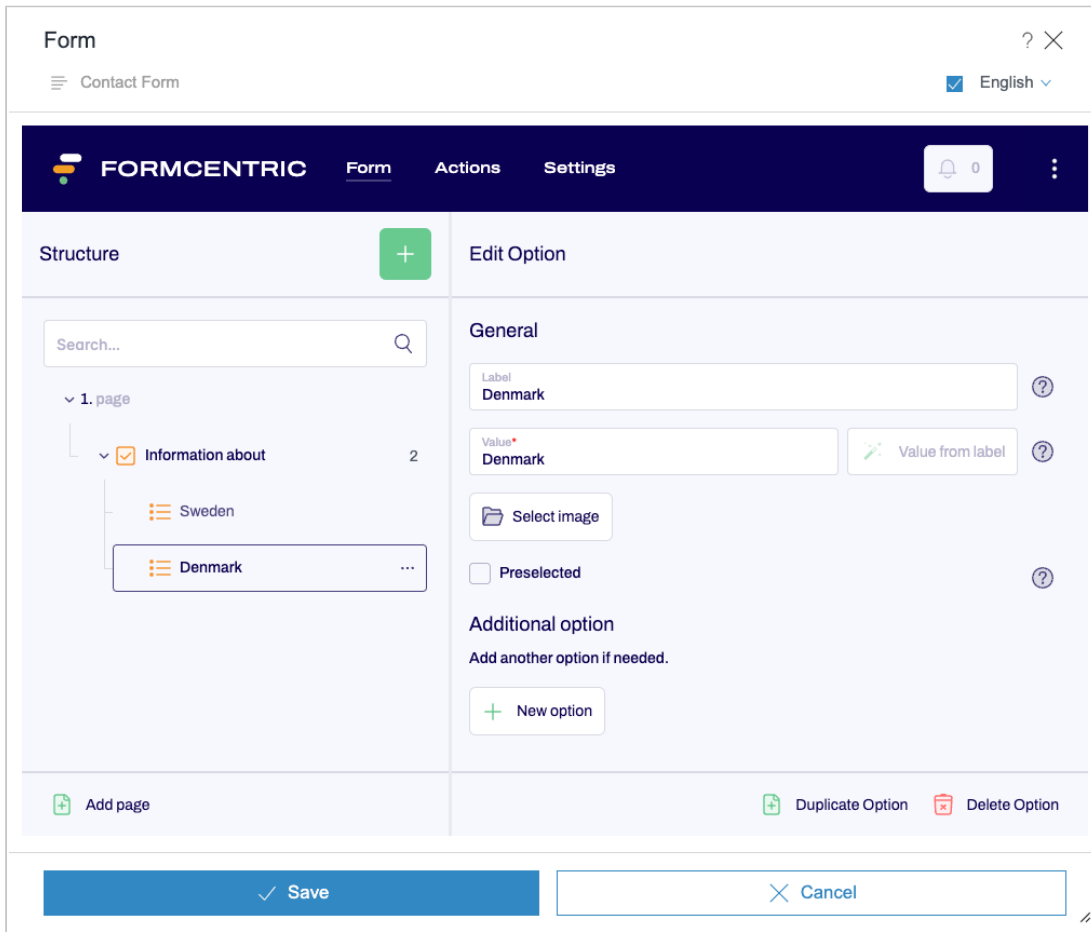 Form
?
Contact Form
English
FORMCENTRIC
Form
Actions
Settings
0
Structure
+
Edit Option
Search...
General
Label
Denmark
?
1. page
Value*
Denmark
Value from label
?
Information about
2
Select image
Sweden
Denmark
...
Preselected
?
Additional option
Add another option if needed.
+ New option
Add page
Duplicate Option
Delete Option
Save
Cancel